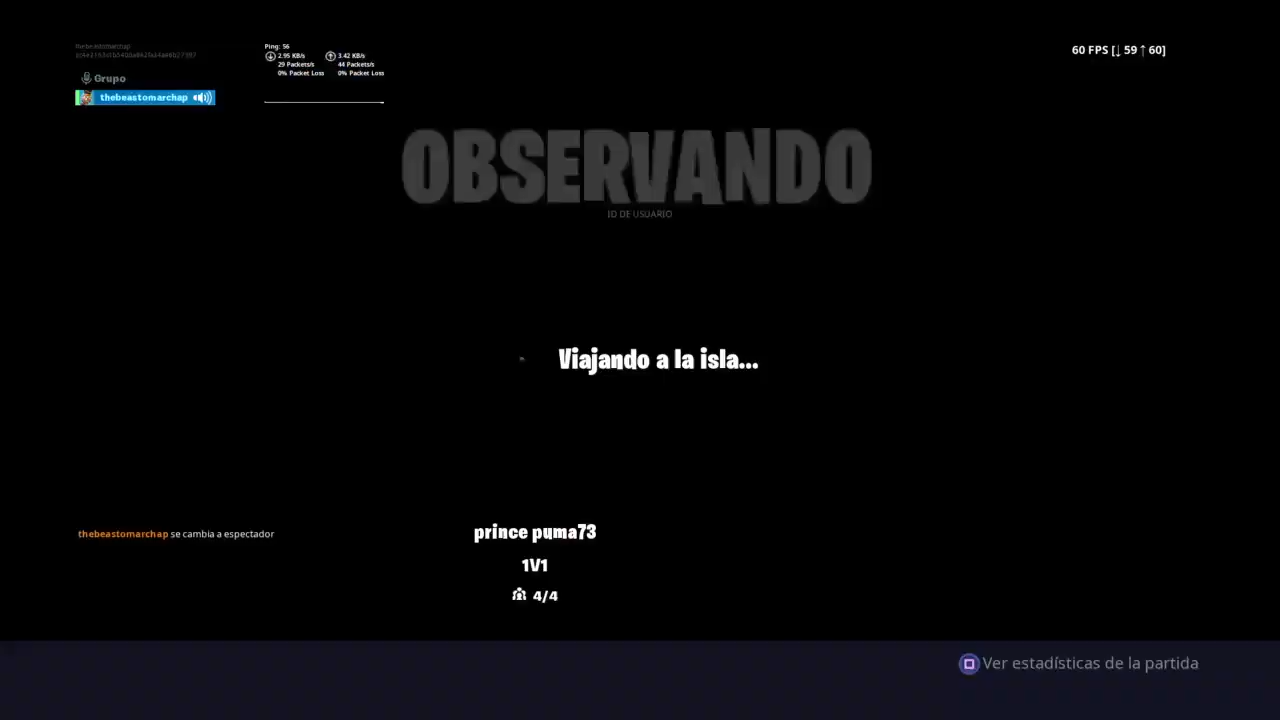 thebeastomarchap
Ping: 56
2.95 KB/s
3.42 KB/s
29 Packets/s
44 Packets/s
0% Packet Loss
0% Packet Loss
60 FPS [↓ 59 ↑ 60]
Grupo
thebeastomarchap
OBSERVANDO
ID DE USUARIO
Viajando a la isla...
thebeastomarchap se cambia a espectador
prince puma73
1V1
4/4
Ver estadísticas de la partida